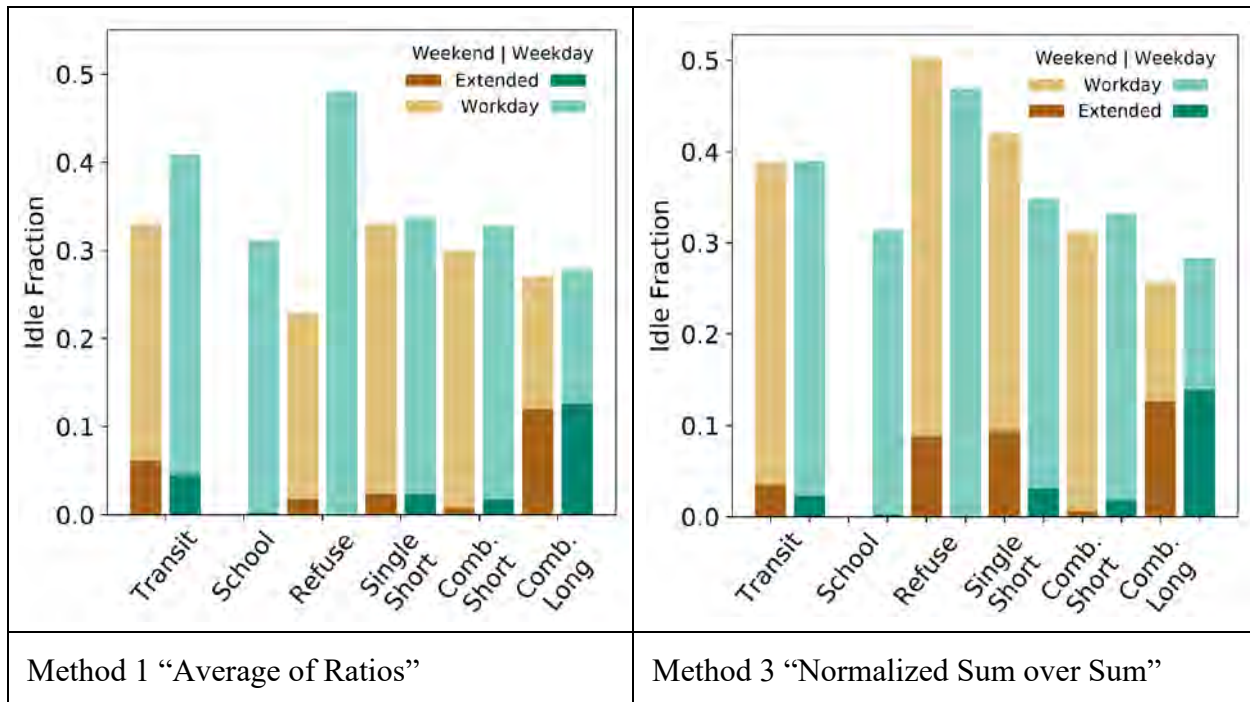 Weekend | Weekday
Extended
Workday
0.5
0.4
0.3
0.2
0.1
0.0
Idle Fraction
Transit
School
Refuse
Single
Short
Comb.
Short
Comb.
Long
Method 1 “Average of Ratios”
Weekend | Weekday
Workday
Extended
0.5
0.4
0.3
0.2
0.1
0.0
Idle Fraction
Transit
School
Refuse
Single
Short
Comb.
Short
Comb.
Long
Method 3 “Normalized Sum over Sum”